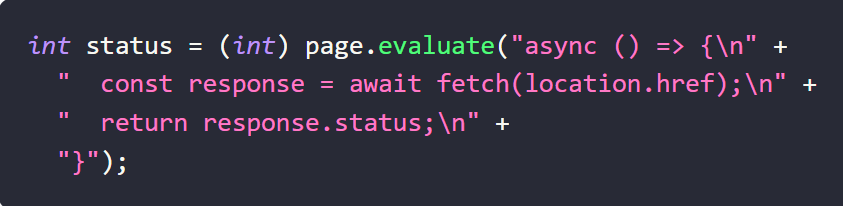 int status = (int) page.evaluate("async () => {\n" +
  "  const response = await fetch(location.href);\n" +
  "  return response.status;\n" +
  "}");